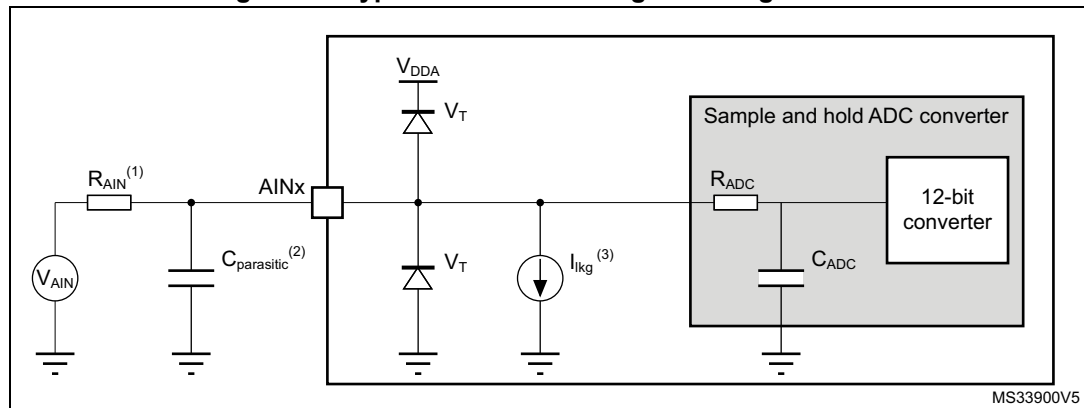 V_DDA
V_T
Sample and hold ADC converter
R_AIN^(1)
AINx
R_ADC
12-bit
converter
C_parasitic^(2)
V_T
I_lkg^(3)
C_ADC
V_AIN
MS33900V5